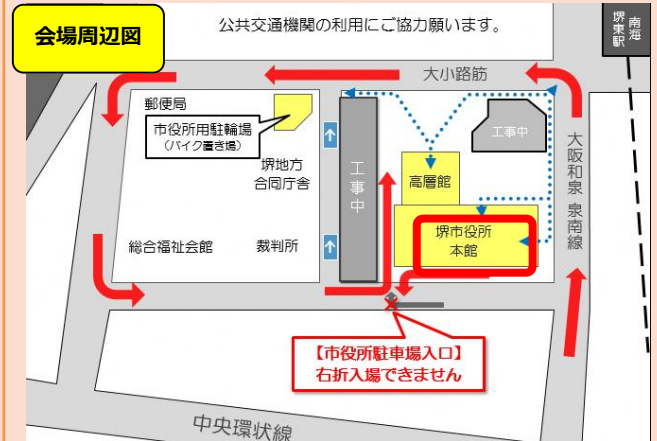 会場周辺図
公共交通機関の利用にご協力願います。
南海
堺東駅
大小路筋
郵便局
市役所用駐輪場
(バイク置き場)
堺地方
合同庁舎
工事中
工事中
高層館
大阪和泉 泉南線
堺市役所
本館
総合福祉会館
裁判所
【市役所駐車場入口】
右折入場できません
中央環状線